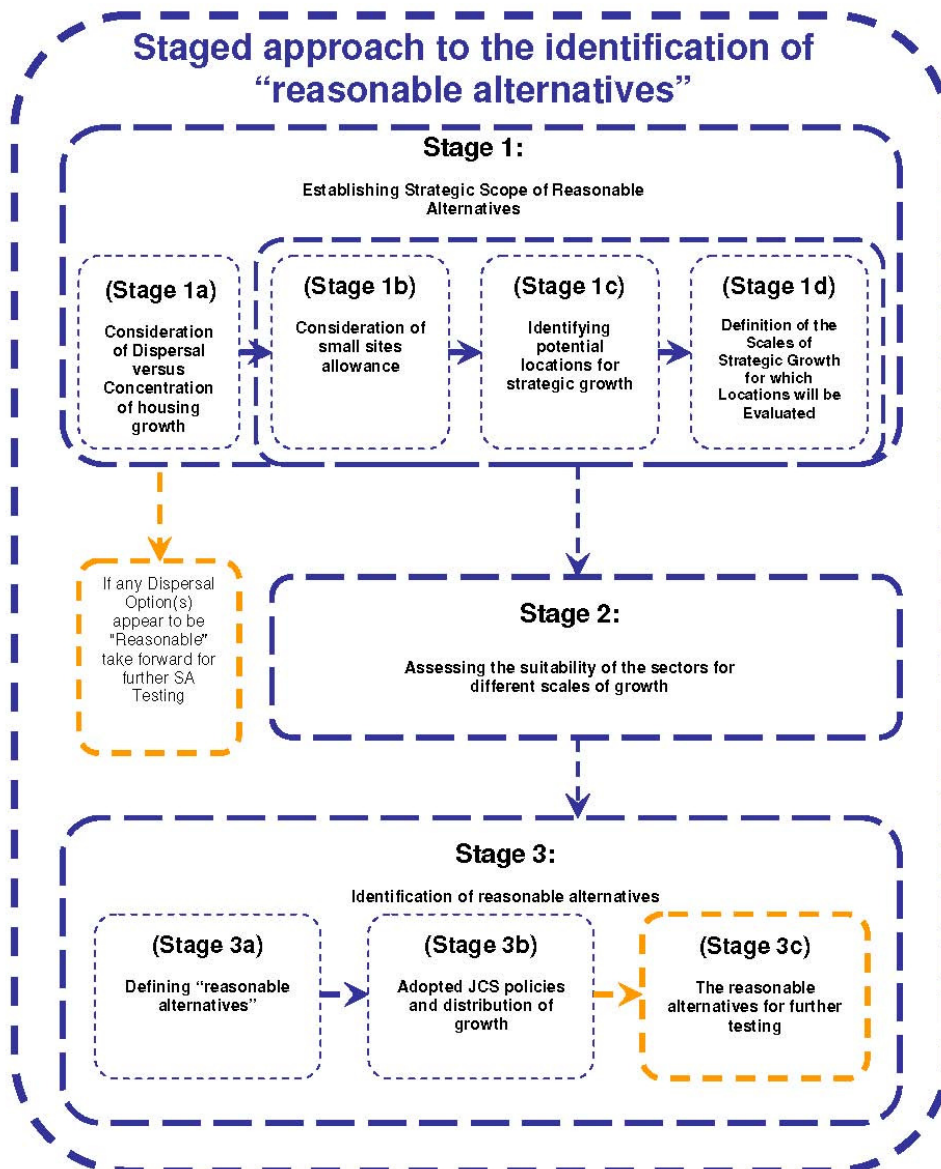 Staged approach to the identification of
“reasonable alternatives”
Stage 1:
Establishing Strategic Scope of Reasonable
Alternatives
(Stage 1a)
Consideration
of Dispersal
versus
Concentration
of housing
growth
(Stage 1b)
Consideration of
small sites
allowance
(Stage 1c)
Identifying
potential
locations for
strategic growth
(Stage 1d)
Definition of the
Scales of
Strategic Growth
for which
Locations will be
Evaluated
If any Dispersal
Option(s)
appear to be
"Reasonable"
take forward for
further SA
Testing
Stage 2:
Assessing the suitability of the sectors for
different scales of growth
Stage 3:
Identification of reasonable alternatives
(Stage 3a)
Defining “reasonable
alternatives”
(Stage 3b)
Adopted JCS policies
and distribution of
growth
(Stage 3c)
The reasonable
alternatives for further
testing